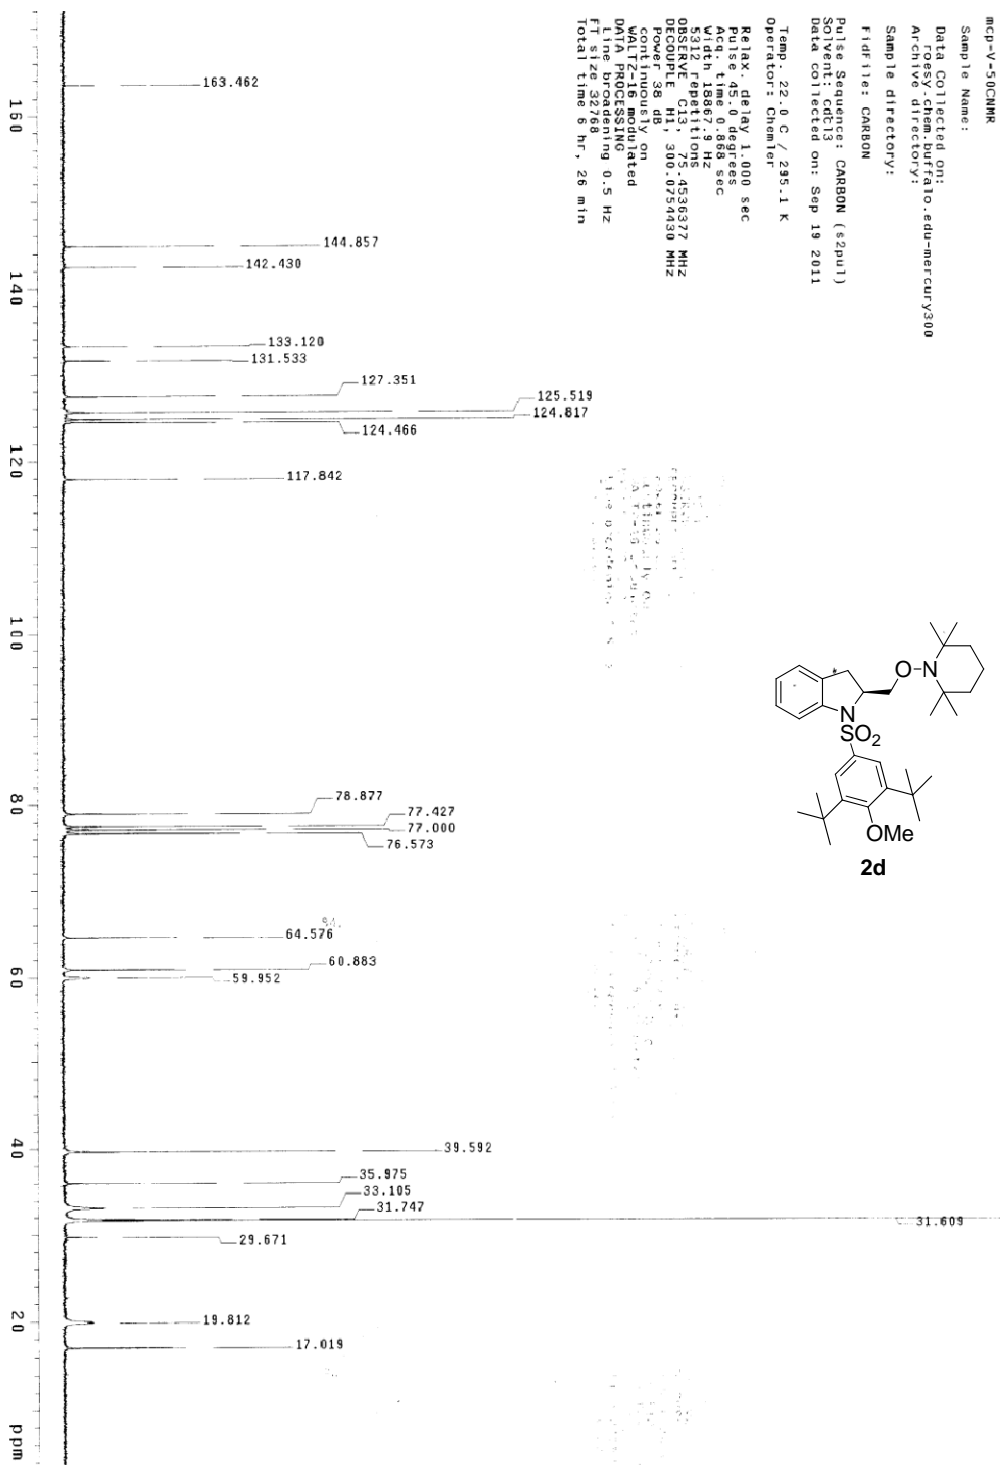 mcp-V-50CNMR
Sample Name:
Data Collected on:
roesy.chem.buffalo.edu-mercury300
Archive directory:
Sample directory:
FidFile: CARBON
Pulse Sequence: CARBON (s2pul)
Solvent: cdcl3
Data collected on: Sep 19 2011
Temp. 22.0 C / 295.1 K
Operator: Chemler
Relax. delay 1.000 sec
Pulse 45.0 degrees
Acq. time 0.868 sec
Width 18867.9 Hz
5312 repetitions
OBSERVE C13, 75.4536377 MHz
DECOUPLE H1, 300.0754430 MHz
Power 38 dB
continuously on
WALTZ-16 modulated
DATA PROCESSING
Line broadening 0.5 Hz
FT size 32768
Total time 6 hr, 26 min
163.462
144.857
142.430
133.120
131.533
127.351
125.519
124.817
124.466
117.842
78.877
77.427
77.000
76.573
64.576
60.883
59.952
39.592
35.975
33.105
31.747
31.609
29.671
19.812
17.019
150
140
120
100
80
60
40
20
ppm
O
N
N
SO2
OMe
2d